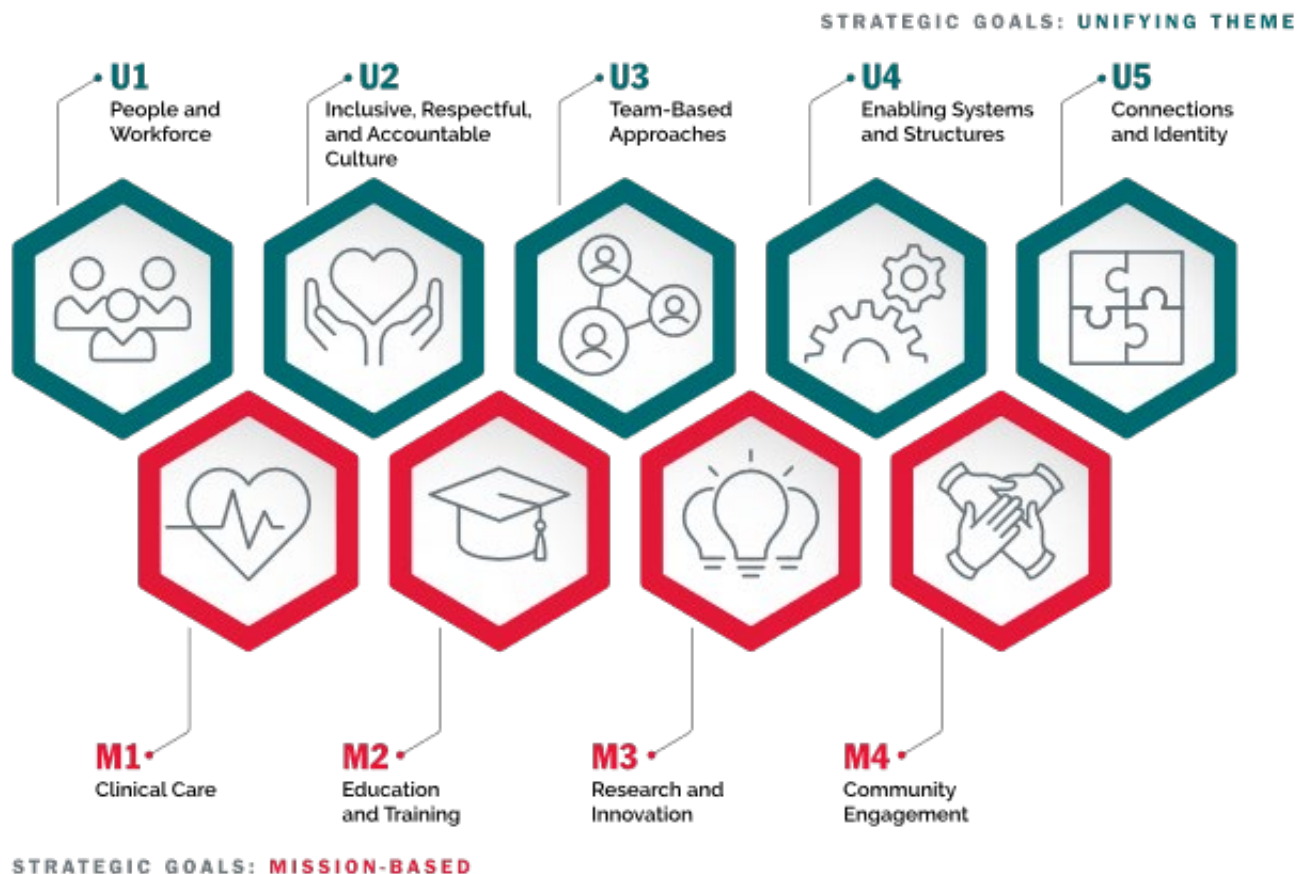 STRATEGIC GOALS: UNIFYING THEME
U1
People and
Workforce
U2
Inclusive, Respectful,
and Accountable
Culture
U3
Team-Based
Approaches
U4
Enabling Systems
and Structures
U5
Connections
and Identity
M1
Clinical Care
M2
Education
and Training
M3
Research and
Innovation
M4
Community
Engagement
STRATEGIC GOALS: MISSION-BASED